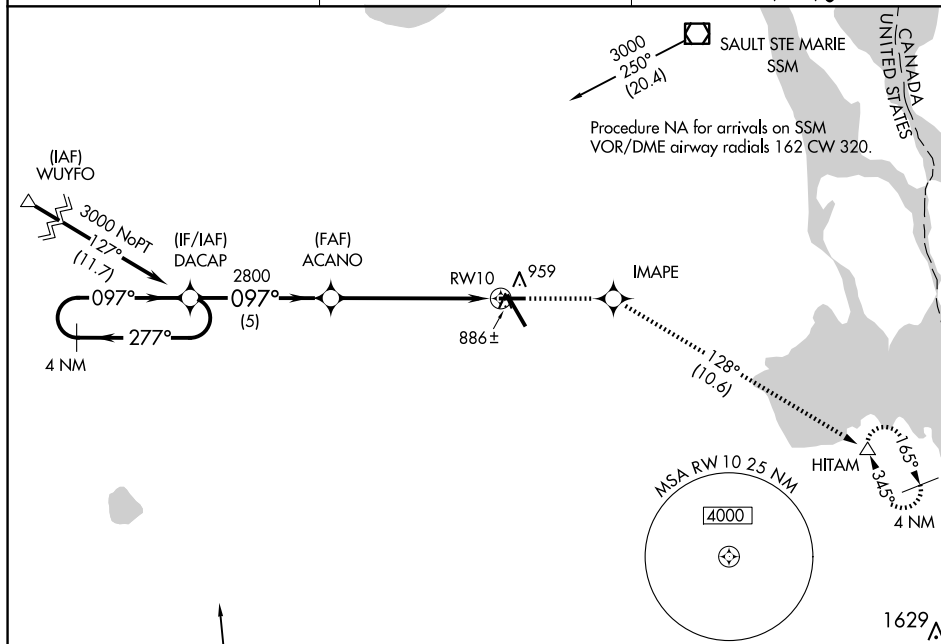 SAULT STE MARIE
SSM
3000
250°
(20.4)
CANADA
UNITED STATES
Procedure NA for arrivals on SSM
VOR/DME airway radials 162 CW 320.
(IAF)
WUYFO
3000 NoPT
127°
(11.7)
(IF/IAF)
DACAP
2800
097°
(5)
(FAF)
ACANO
RW10
959
886±
IMAPE
097°
277°
4 NM
128°
(10.6)
HITAM
165°
345°
4 NM
MSA RW 10 25 NM
4000
1629